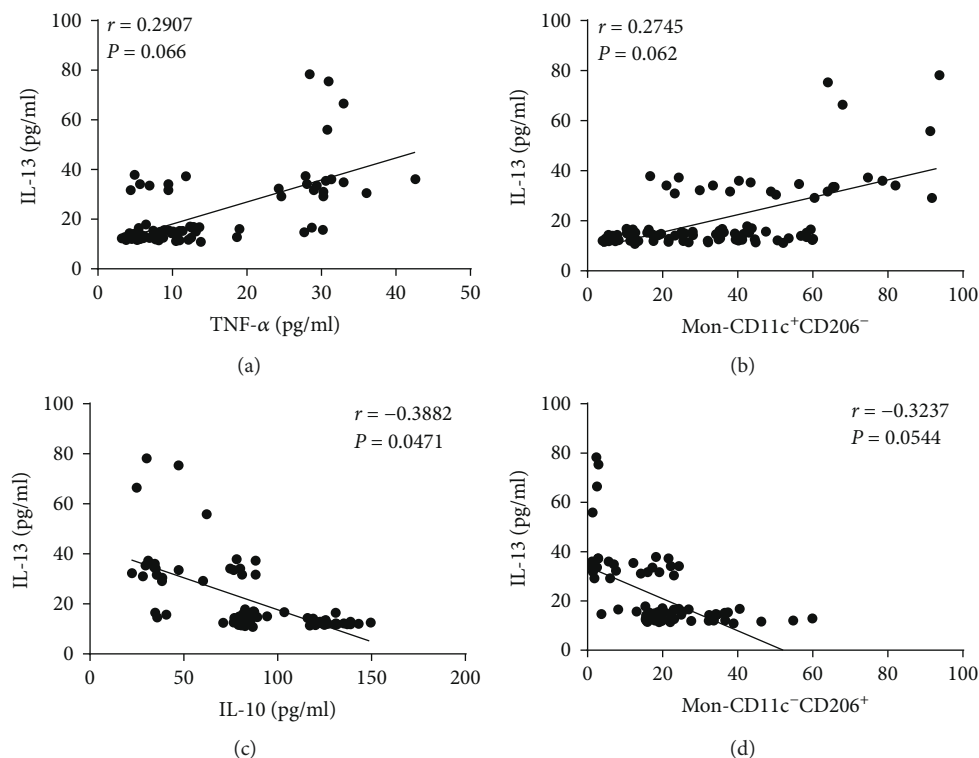 r = 0.2907
P = 0.066
IL-13 (pg/ml)
100
80
60
40
20
0
0 10 20 30 40 50
TNF-α (pg/ml)
(a)
r = 0.2745
P = 0.062
IL-13 (pg/ml)
100
80
60
40
20
0
0 20 40 60 80 100
Mon-CD11c⁺CD206⁻
(b)
r = −0.3882
P = 0.0471
IL-13 (pg/ml)
100
80
60
40
20
0
0 50 100 150 200
IL-10 (pg/ml)
(c)
r = −0.3237
P = 0.0544
IL-13 (pg/ml)
100
80
60
40
20
0
0 20 40 60 80 100
Mon-CD11c⁻CD206⁺
(d)